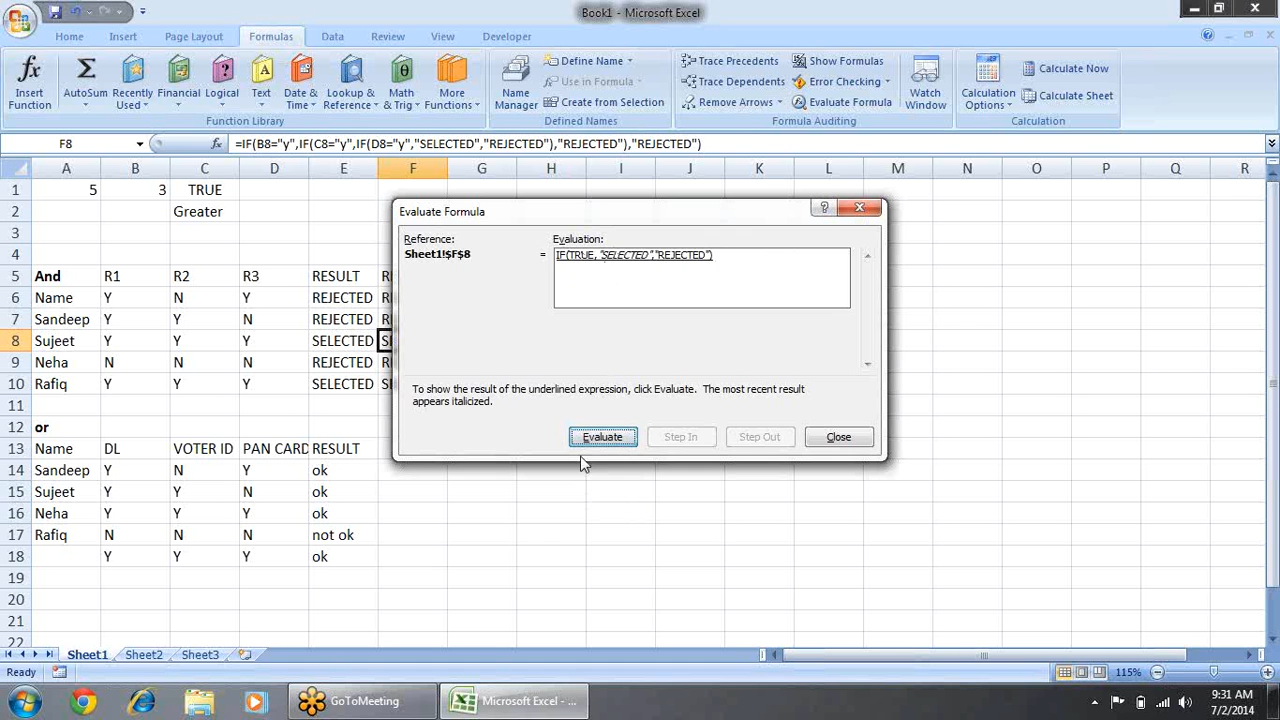 Book1 - Microsoft Excel
Home Insert Page Layout Formulas Data Review View Developer
Insert Function
AutoSum
Recently Used
Financial
Logical
Text
Date & Time
Lookup & Reference
Math & Trig
More Functions
Function Library
Name Manager
Define Name
Use in Formula
Create from Selection
Defined Names
Trace Precedents
Trace Dependents
Remove Arrows
Show Formulas
Error Checking
Evaluate Formula
Formula Auditing
Watch Window
Calculation Options
Calculate Now
Calculate Sheet
Calculation
F8 fx =IF(B8="y",IF(C8="y",IF(D8="y","SELECTED","REJECTED"),"REJECTED"),"REJECTED")
A B C D E F G H I J K L M N O P Q R
1 5 3 TRUE
2 Greater
3
4
5 And R1 R2 R3 RESULT
6 Name Y N Y REJECTED
7 Sandeep Y Y N REJECTED
8 Sujeet Y Y Y SELECTED
9 Neha N N N REJECTED
10 Rafiq Y Y Y SELECTED
11
12 or
13 Name DL VOTER ID PAN CARD RESULT
14 Sandeep Y N Y ok
15 Sujeet Y Y N ok
16 Neha Y Y Y ok
17 Rafiq N N N not ok
18 Y Y Y ok
19
20
21
22
Evaluate Formula
Reference:
Sheet1!$F$8
Evaluation:
= IF(TRUE,"SELECTED","REJECTED")
To show the result of the underlined expression, click Evaluate. The most recent result
appears italicized.
Evaluate Step In Step Out Close
Sheet1 Sheet2 Sheet3
Ready
115%
GoToMeeting
Microsoft Excel - ...
9:31 AM
7/2/2014